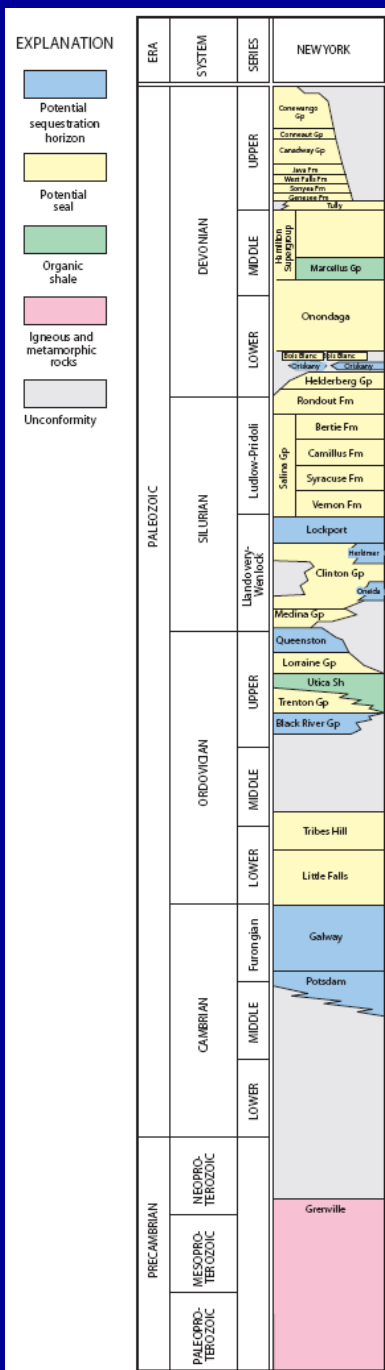 EXPLANATION
Potential
sequestration
horizon
Potential
seal
Organic
shale
Igneous and
metamorphic
rocks
Unconformity
ERA
SYSTEM
SERIES
NEW YORK
PALEOZOIC
PRECAMBRIAN
DEVONIAN
SILURIAN
ORDOVICIAN
CAMBRIAN
NEOPRO-
TEROZOIC
MESOPRO-
TEROZOIC
PALEOPRO-
TEROZOIC
UPPER
MIDDLE
LOWER
Ludlow-Pridoli
Llandovery-
Wenlock
UPPER
MIDDLE
LOWER
Furongian
MIDDLE
LOWER
Conewango
Gp
Conneaut Gp
Canadway Gp
Java Fm
West Falls Fm
Sonyea Fm
Genesee Fm
Tully
Hamilton
Supergroup
Marcellus Gp
Onondaga
Bois Blanc
Bois Blanc
Oriskany
Oriskany
Helderberg Gp
Rondout Fm
Salina Gp
Bertie Fm
Camillus Fm
Syracuse Fm
Vernon Fm
Lockport
Herkimer
Clinton Gp
Oneida
Medina Gp
Queenston
Lorraine Gp
Utica Sh
Trenton Gp
Black River Gp
Tribes Hill
Little Falls
Galway
Potsdam
Grenville